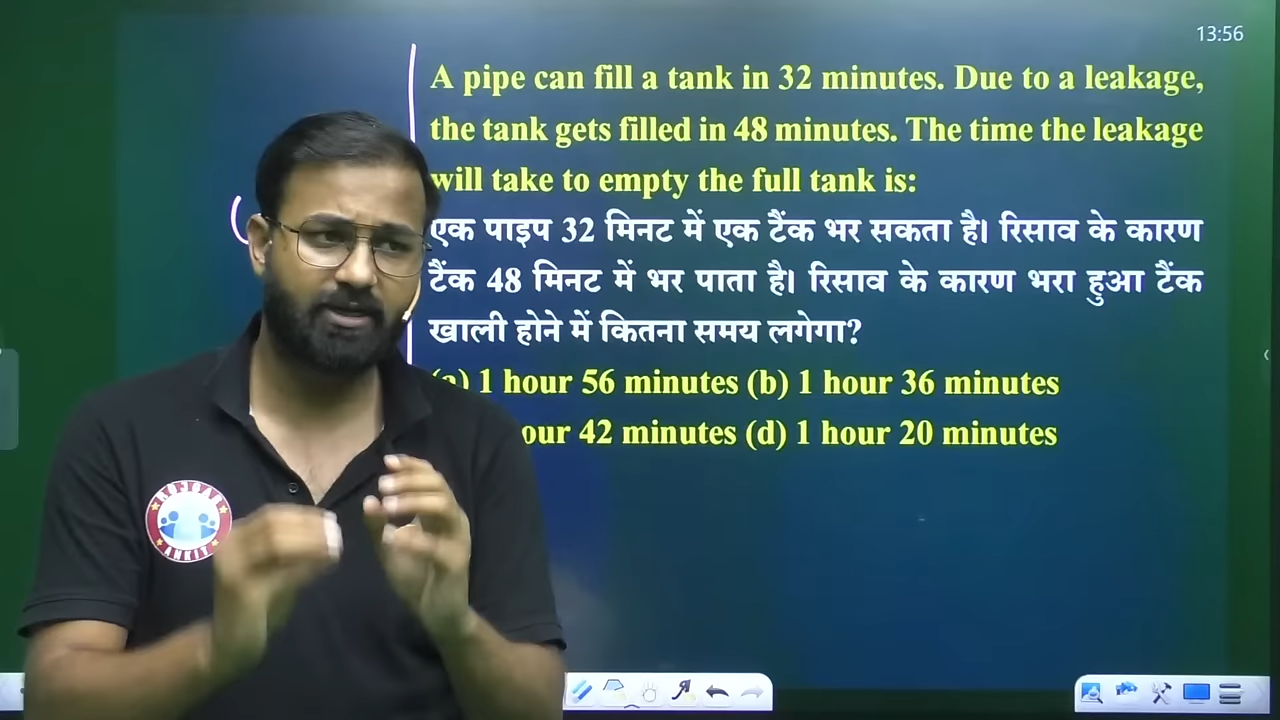 13:56
A pipe can fill a tank in 32 minutes. Due to a leakage,
the tank gets filled in 48 minutes. The time the leakage
will take to empty the full tank is:
एक पाइप 32 मिनट में एक टैंक भर सकता है। रिसाव के कारण
टैंक 48 मिनट में भर पाता है। रिसाव के कारण भरा हुआ टैंक
खाली होने में कितना समय लगेगा?
(a) 1 hour 56 minutes (b) 1 hour 36 minutes
our 42 minutes (d) 1 hour 20 minutes
ANKIT